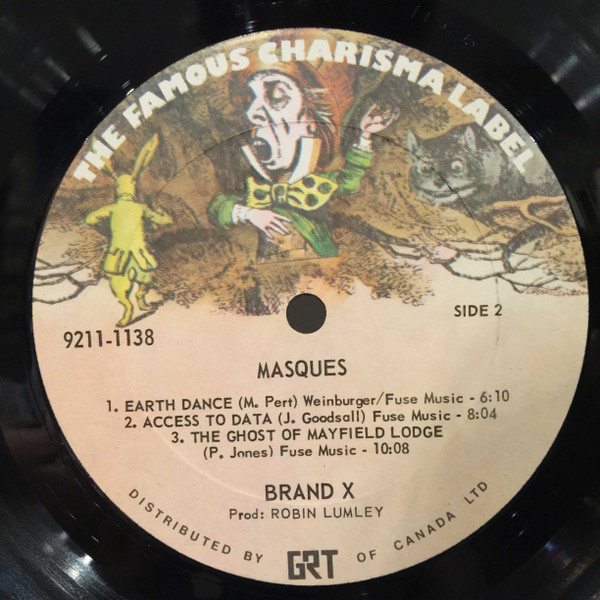 THE FAMOUS CHARISMA LABEL
9211-1138
SIDE 2
MASQUES
1. EARTH DANCE (M. Pert) Weinburger/Fuse Music - 6:10
2. ACCESS TO DATA (J. Goodsall) Fuse Music - 8:04
3. THE GHOST OF MAYFIELD LODGE
(P. Jones) Fuse Music - 10:08
BRAND X
Prod: ROBIN LUMLEY
DISTRIBUTED BY GRT OF CANADA LTD